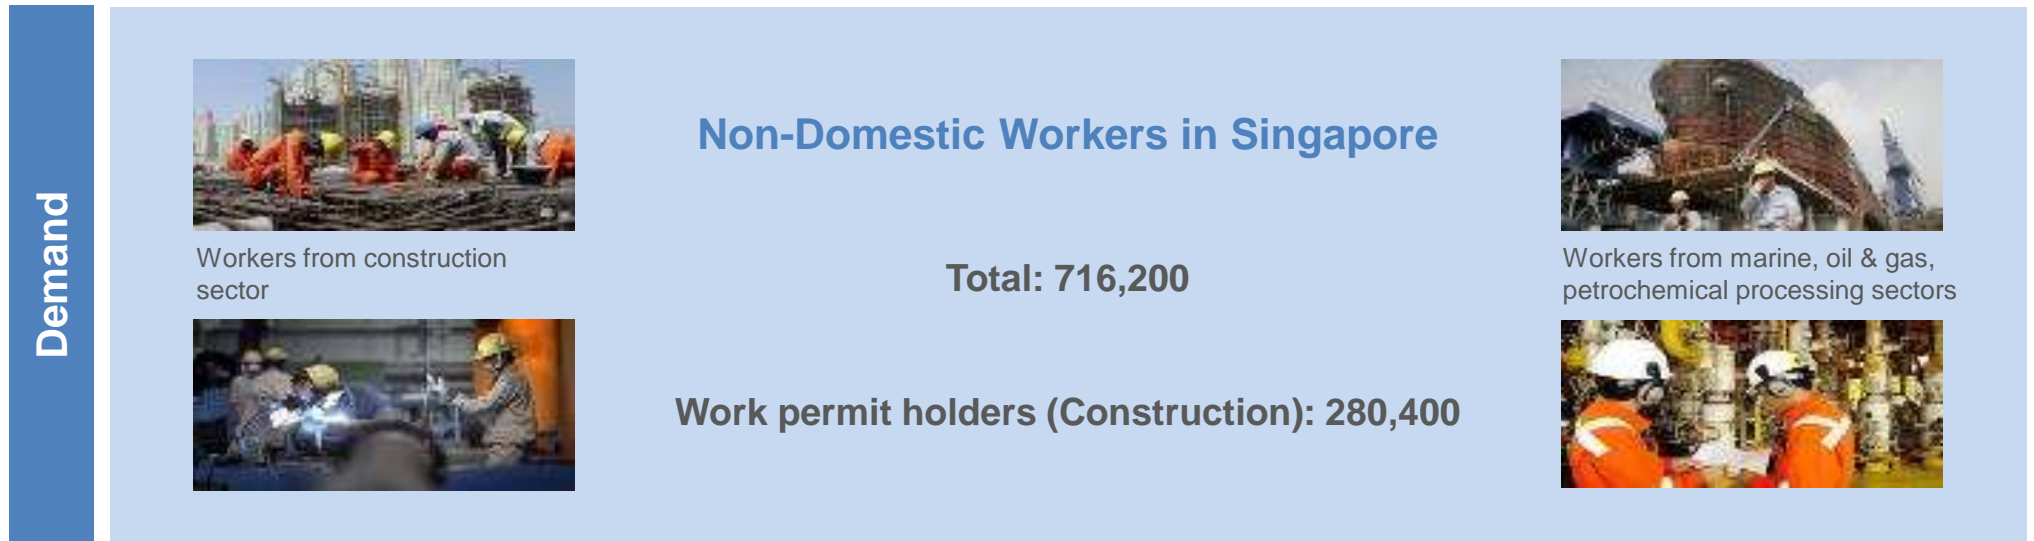 Demand
Non-Domestic Workers in Singapore
Workers from construction
sector
Total: 716,200
Workers from marine, oil & gas,
petrochemical processing sectors
Work permit holders (Construction): 280,400